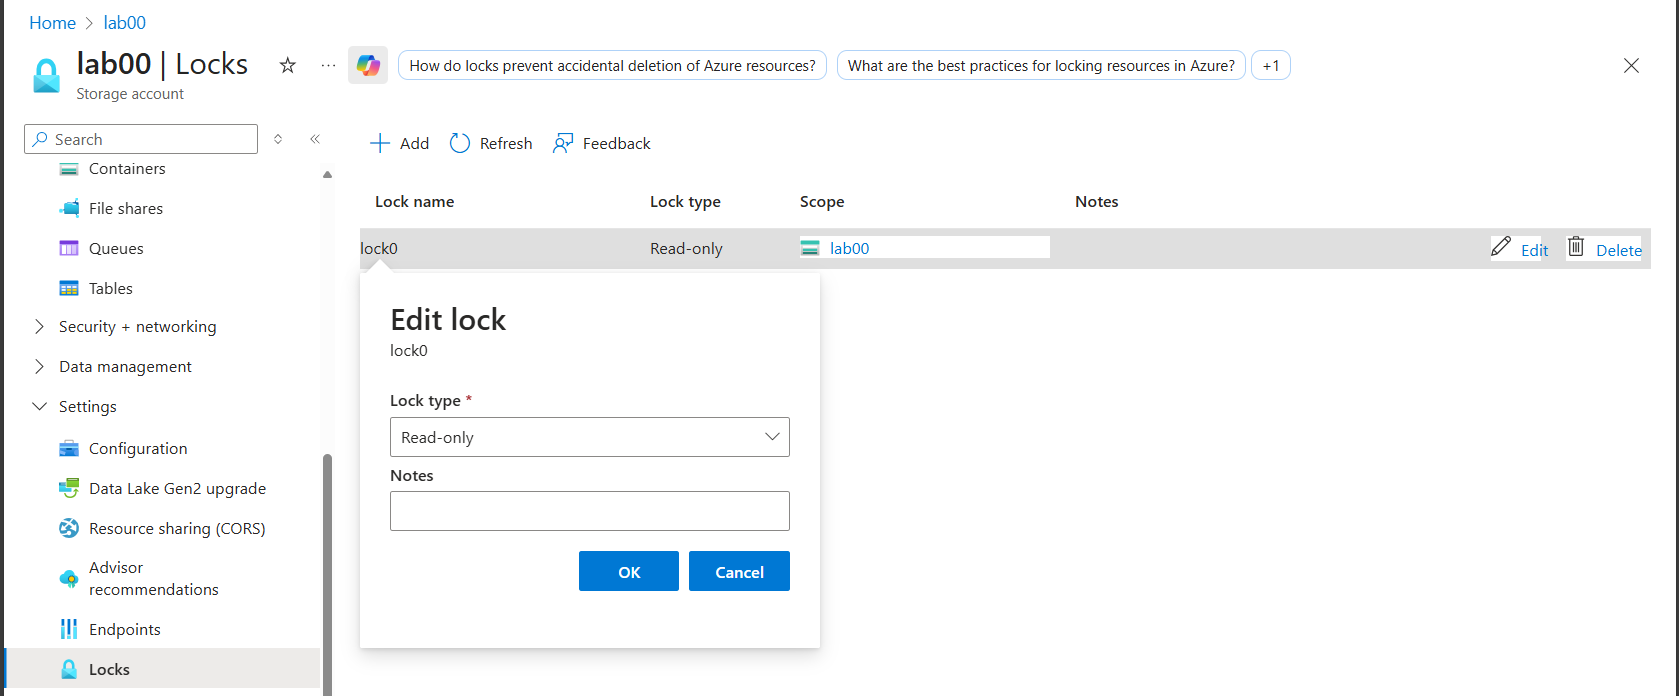 Home > lab00
lab00 | Locks
Storage account
How do locks prevent accidental deletion of Azure resources?
What are the best practices for locking resources in Azure?
+1
Search
Containers
File shares
Queues
Tables
Security + networking
Data management
Settings
Configuration
Data Lake Gen2 upgrade
Resource sharing (CORS)
Advisor
recommendations
Endpoints
Locks
Add Refresh Feedback
Lock name Lock type Scope Notes
lock0 Read-only lab00 Edit Delete
Edit lock
lock0
Lock type *
Read-only
Notes
OK Cancel